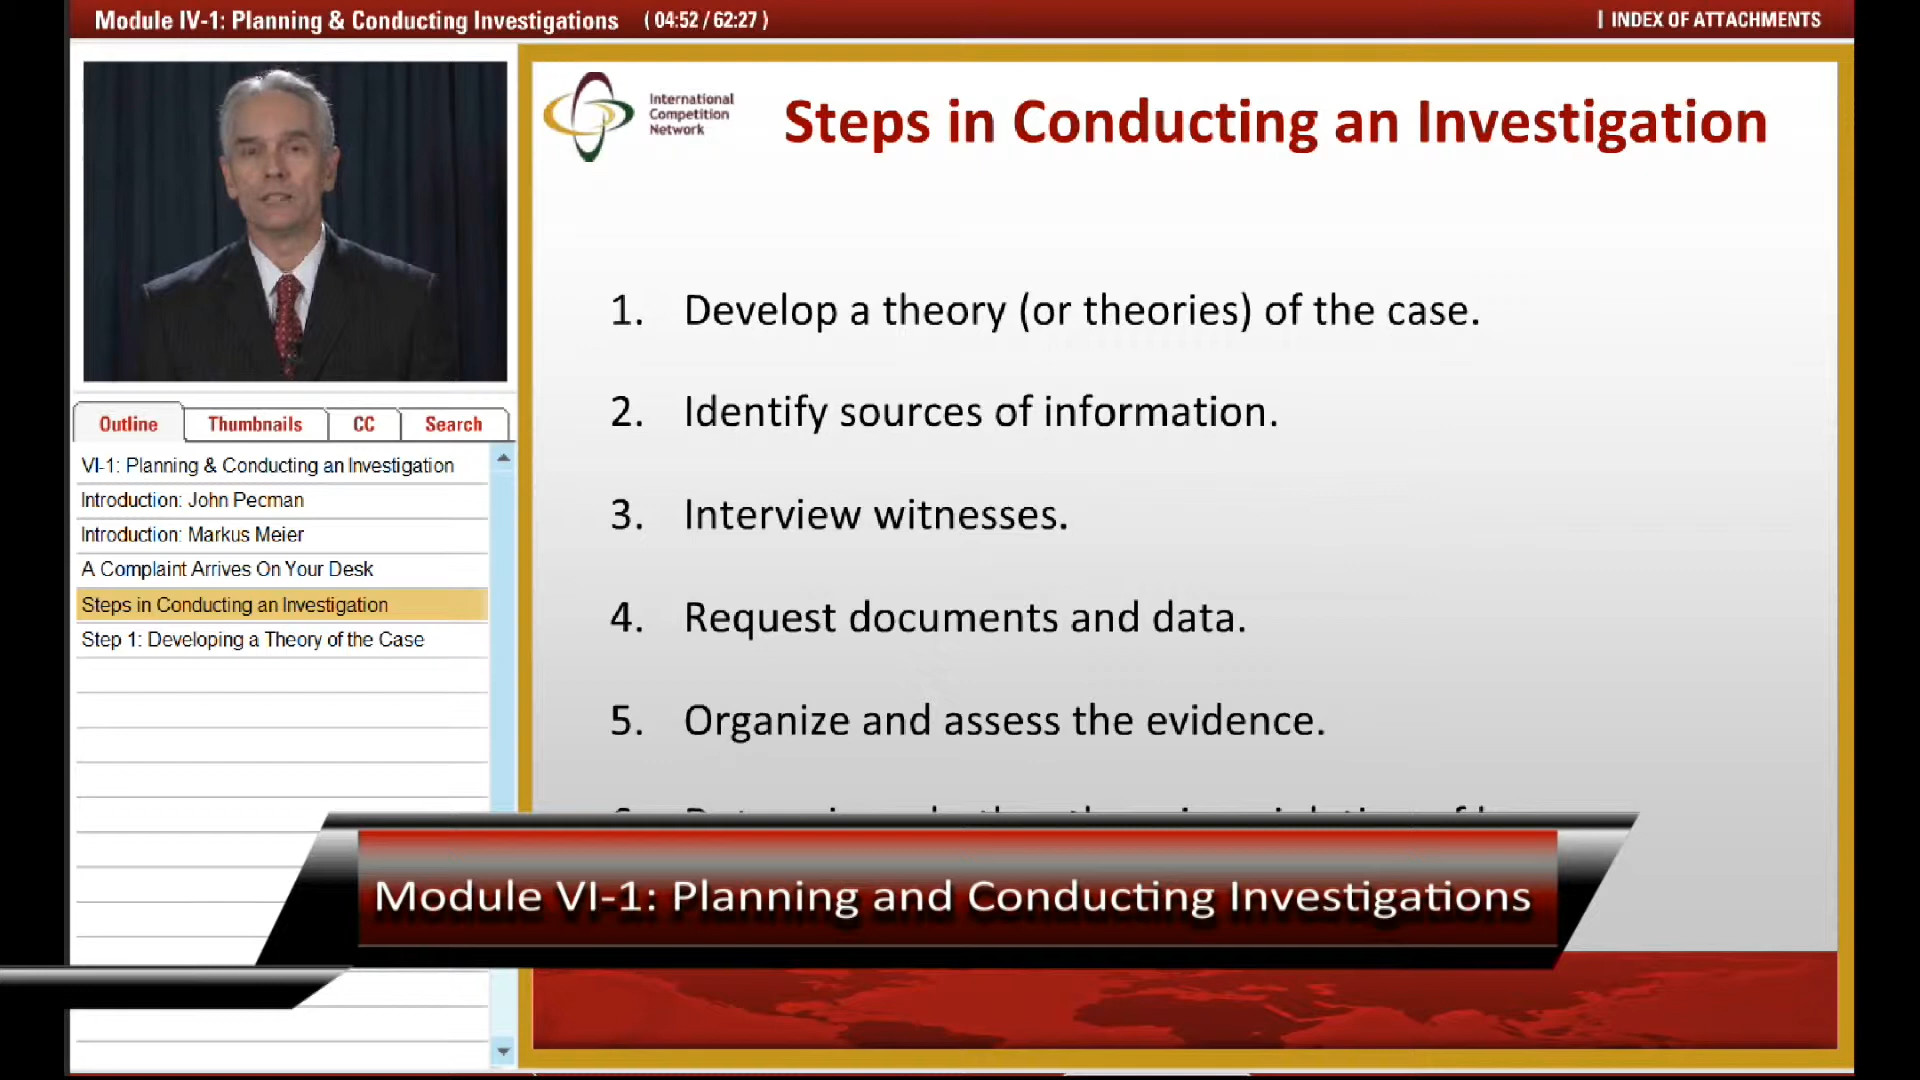 Module IV-1: Planning & Conducting Investigations (04:52 / 62:27)
| INDEX OF ATTACHMENTS
International
Competition
Network
Steps in Conducting an Investigation
1. Develop a theory (or theories) of the case.
2. Identify sources of information.
3. Interview witnesses.
4. Request documents and data.
5. Organize and assess the evidence.
Outline
Thumbnails
CC
Search
VI-1: Planning & Conducting an Investigation
Introduction: John Pecman
Introduction: Markus Meier
A Complaint Arrives On Your Desk
Steps in Conducting an Investigation
Step 1: Developing a Theory of the Case
Module VI-1: Planning and Conducting Investigations